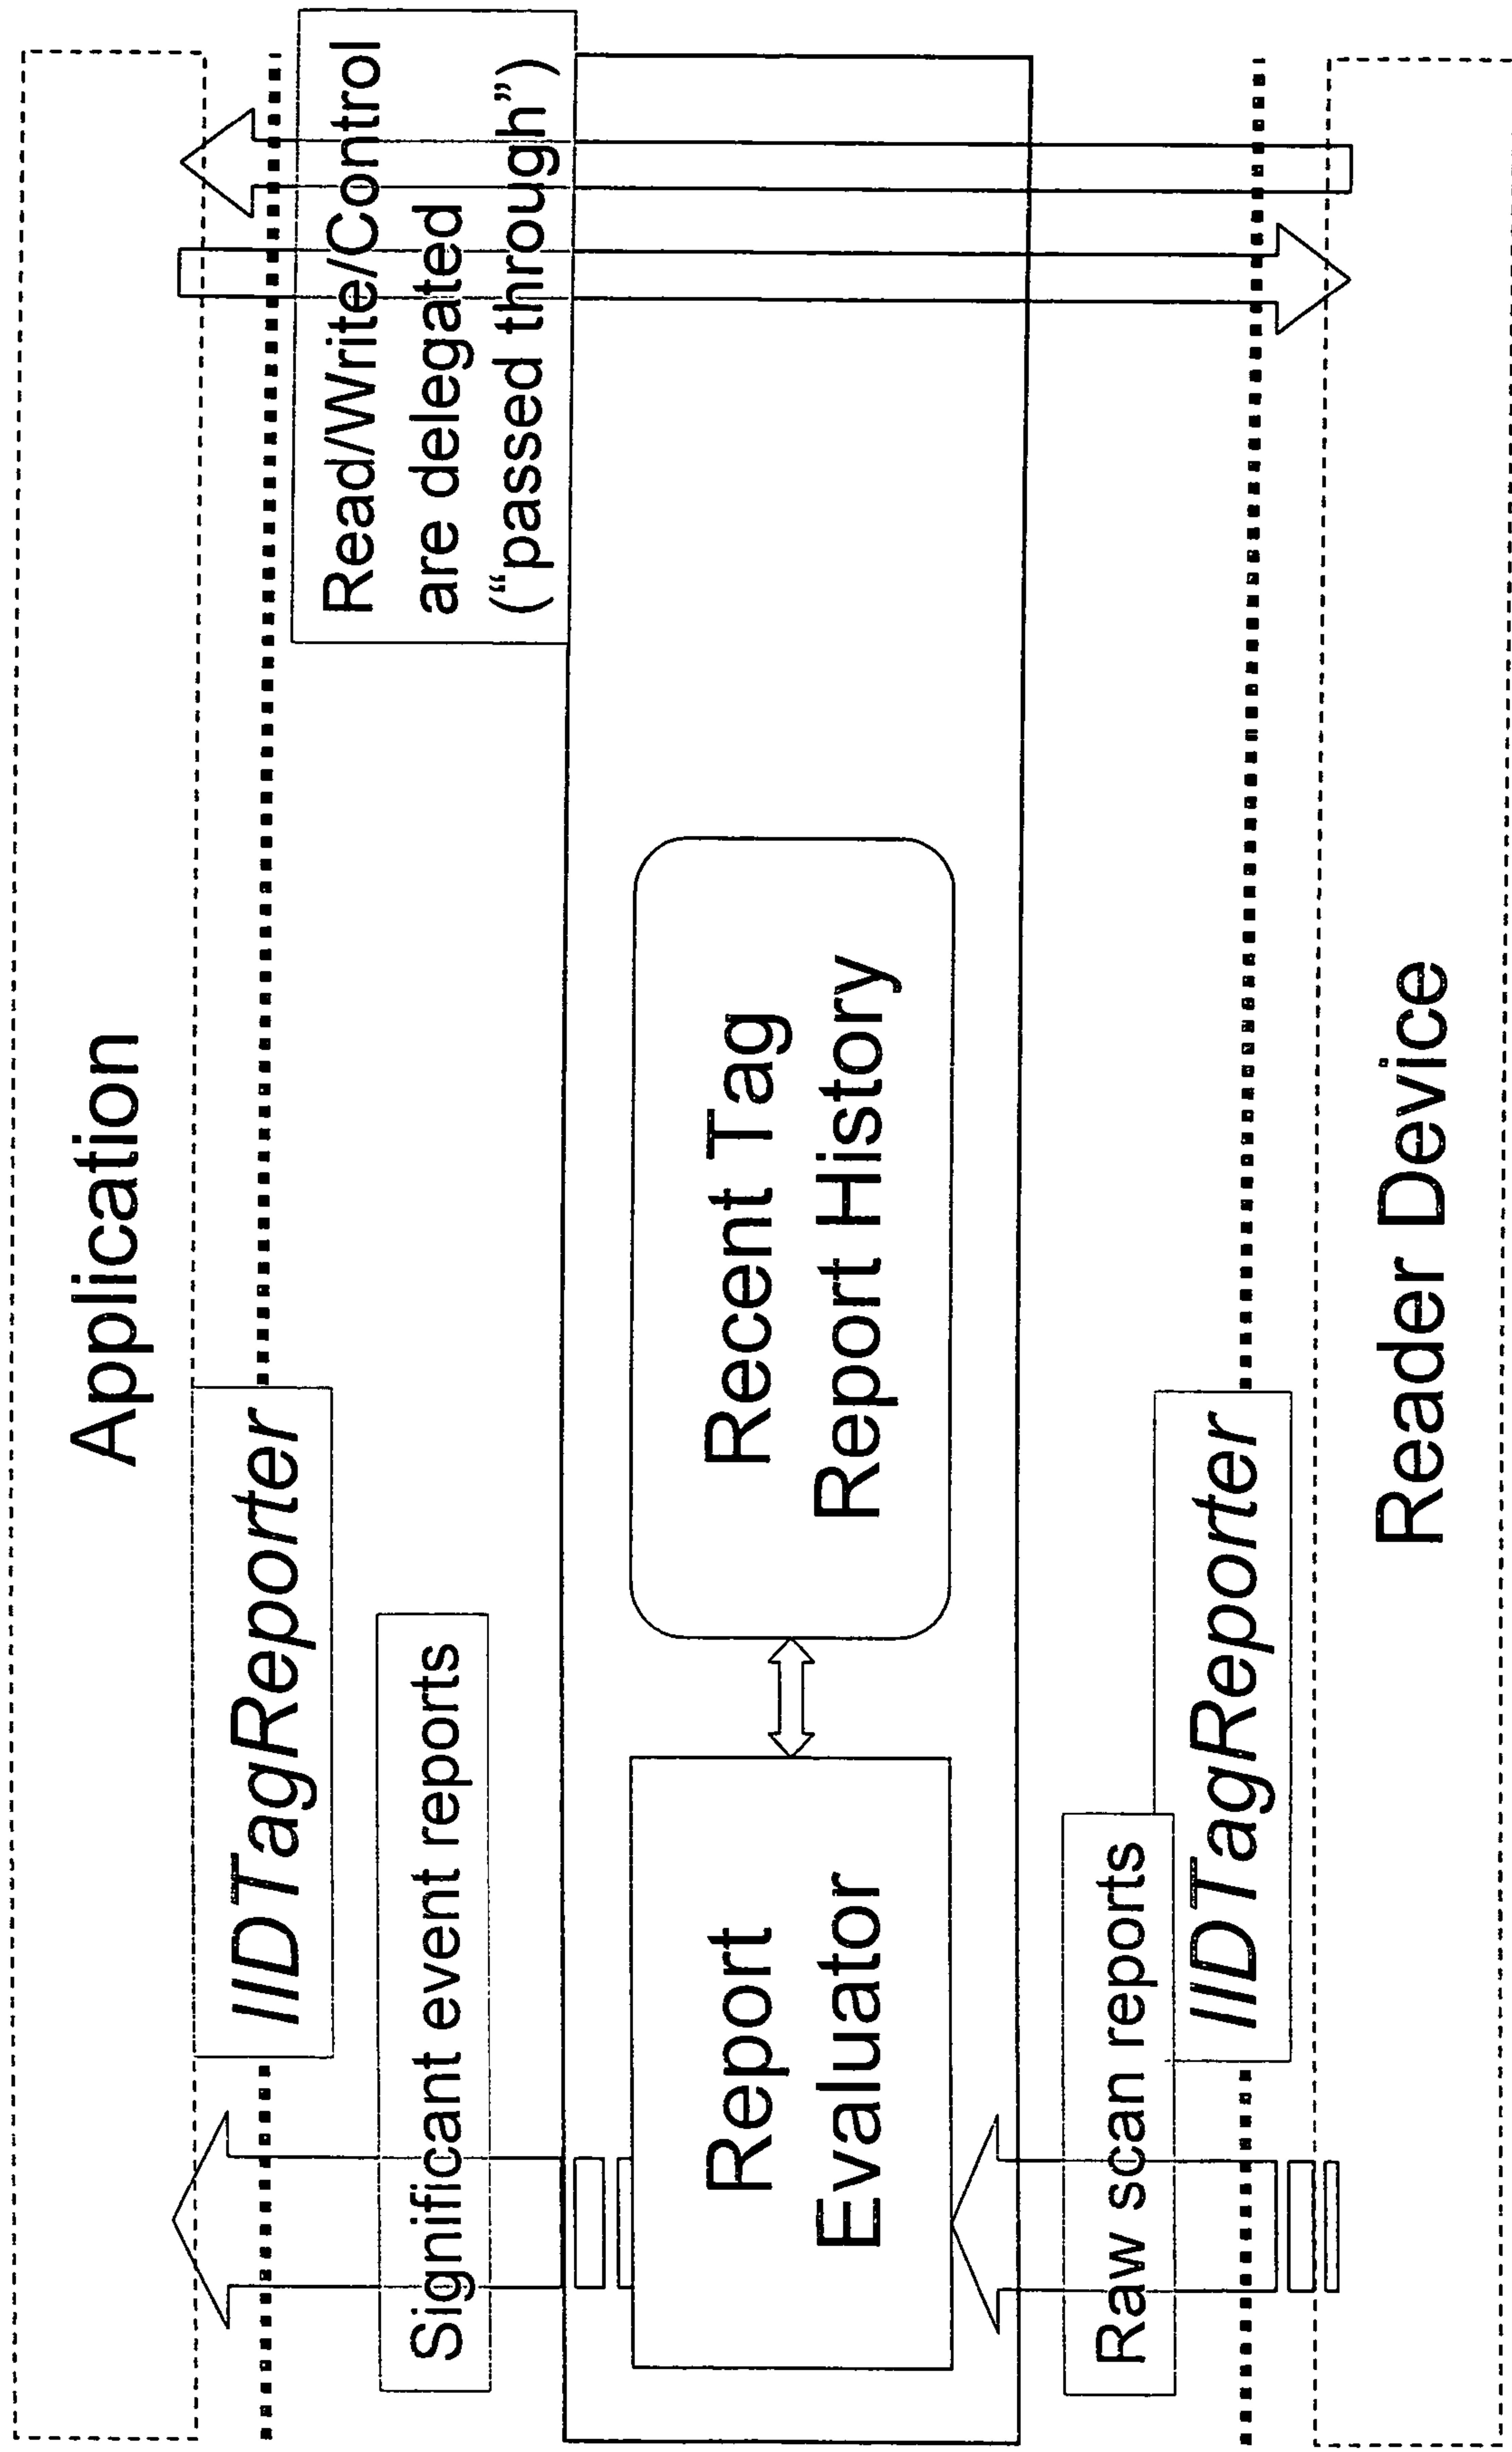 Application
IIDTagReporter
Significant event reports
Read/Write/Control
are delegated
(“passed through”)
Report
Evaluator
Recent Tag
Report History
Raw scan reports
IIDTagReporter
Reader Device